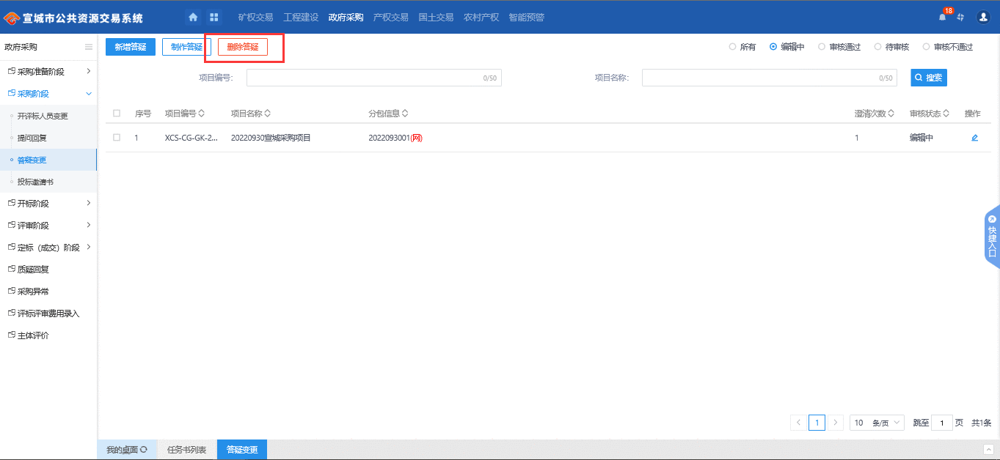 宣城市公共资源交易系统
矿权交易 工程建设 政府采购 产权交易 国土交易 农村产权 智能预警
18
政府采购
新增答疑 制作答疑 删除答疑
所有 编辑中 审核通过 待审核 审核不通过
采购准备阶段
项目编号: 0/50 项目名称: 0/50 搜索
采购阶段
开评标人员变更
序号 项目编号 项目名称 分包信息 澄清次数 审核状态 操作
提问回复
1 XCS-CG-GK-2... 20220930宣城采购项目 2022093001(网) 1 编辑中
答疑变更
投标邀请书
开标阶段
评审阶段
定标（成交）阶段
质疑回复
采购异常
评标评审费用录入
主体评价
快捷入口
1 10 条/页 跳至 1 页 共1条
我的桌面 任务书列表 答疑变更